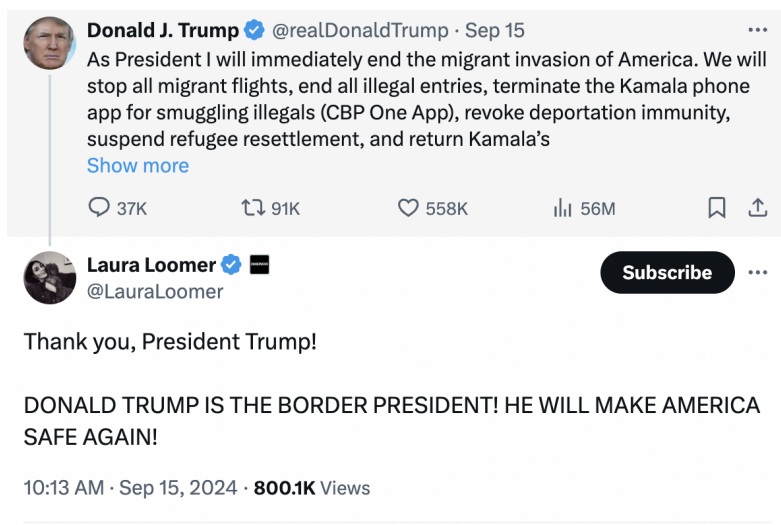 Donald J. Trump @realDonaldTrump · Sep 15
As President I will immediately end the migrant invasion of America. We will
stop all migrant flights, end all illegal entries, terminate the Kamala phone
app for smuggling illegals (CBP One App), revoke deportation immunity,
suspend refugee resettlement, and return Kamala’s
Show more
37K 91K 558K 56M
Laura Loomer
@LauraLoomer
Subscribe
Thank you, President Trump!
DONALD TRUMP IS THE BORDER PRESIDENT! HE WILL MAKE AMERICA
SAFE AGAIN!
10:13 AM · Sep 15, 2024 · 800.1K Views